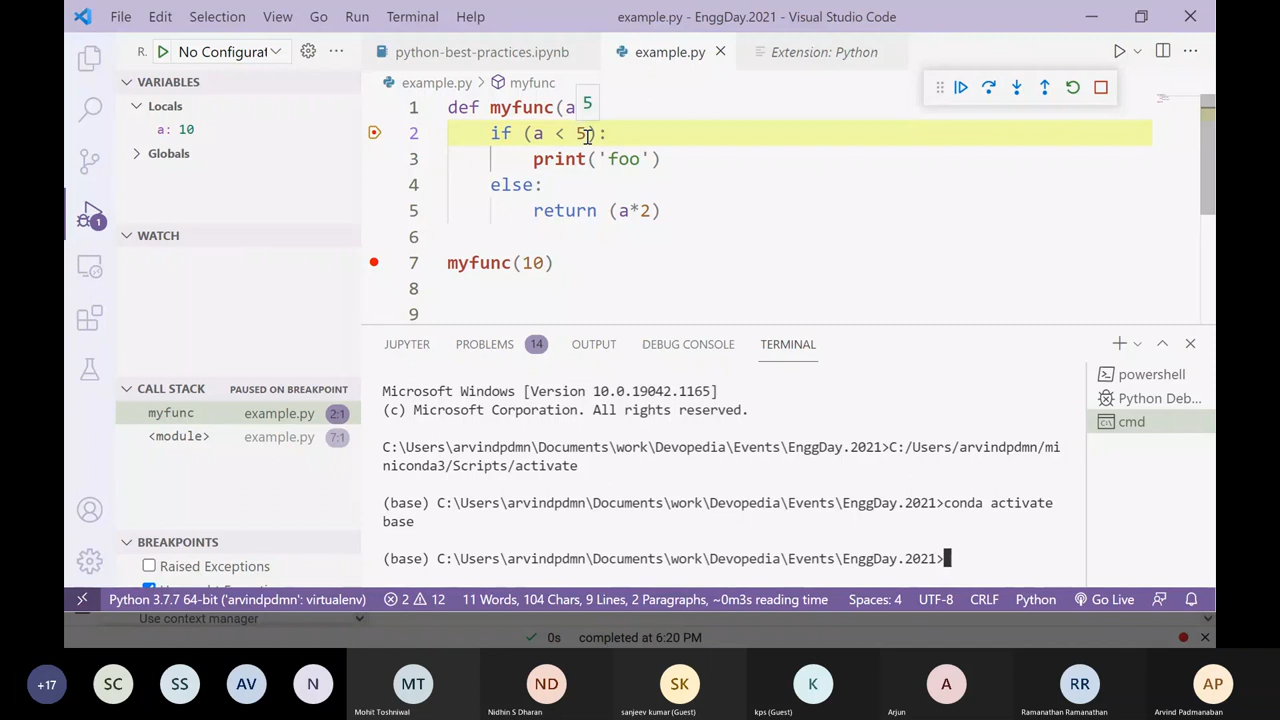 File Edit Selection View Go Run Terminal Help example.py - EnggDay.2021 - Visual Studio Code
R. No Configurat python-best-practices.ipynb example.py Extension: Python
VARIABLES
Locals
a: 10
Globals
WATCH
CALL STACK PAUSED ON BREAKPOINT
myfunc example.py 2:1
<module> example.py 7:1
BREAKPOINTS
Raised Exceptions
1
example.py > myfunc
5
1 def myfunc(a
2 if (a < 5):
3 print('foo')
4 else:
5 return (a*2)
6
7 myfunc(10)
8
9
JUPYTER PROBLEMS 14 OUTPUT DEBUG CONSOLE TERMINAL
Microsoft Windows [Version 10.0.19042.1165]
(c) Microsoft Corporation. All rights reserved.
C:\Users\arvindpdmn\Documents\work\Devopedia\Events\EnggDay.2021>C:/Users/arvindpdmn/mi
niconda3/Scripts/activate
(base) C:\Users\arvindpdmn\Documents\work\Devopedia\Events\EnggDay.2021>conda activate
base
(base) C:\Users\arvindpdmn\Documents\work\Devopedia\Events\EnggDay.2021>
powershell
Python Deb...
cmd
Python 3.7.7 64-bit ('arvindpdmn': virtualenv) 2 12 11 Words, 104 Chars, 9 Lines, 2 Paragraphs, ~0m3s reading time Spaces: 4 UTF-8 CRLF Python Go Live
Use context manager
0s completed at 6:20 PM
+17 SC SS AV N MT ND SK K A RR AP
Mohit Toshniwal Nidhin S Dharan sanjeev kumar (Guest) kps (Guest) Arjun Ramanathan Ramanathan Arvind Padmanaban